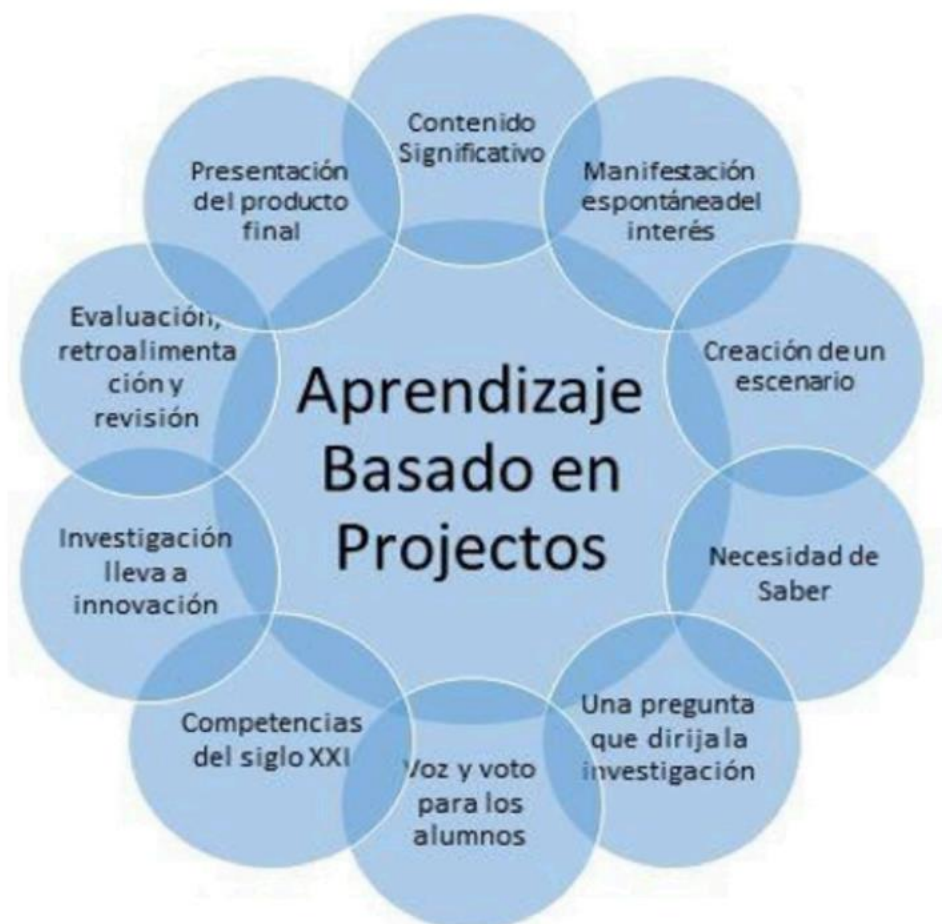 Contenido
Significativo
Manifestación
espontáneadel
interés
Creación de un
escenario
Necesidad de
Saber
Una pregunta
que dirija la
investigación
Voz y voto
para los
alumnos
Competencias
del siglo XXI
Investigación
lleva a
innovación
Evaluación,
retroalimenta
ción y
revisión
Presentación
del producto
final
Aprendizaje
Basado en
Projectos